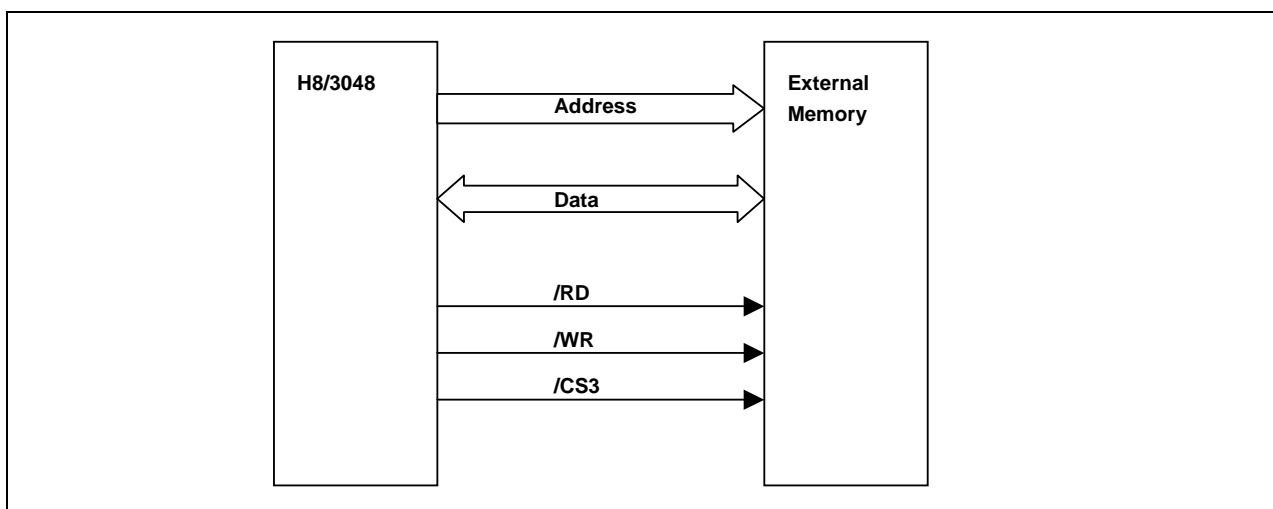 H8/3048
Address
External
Memory
Data
/RD
/WR
/CS3